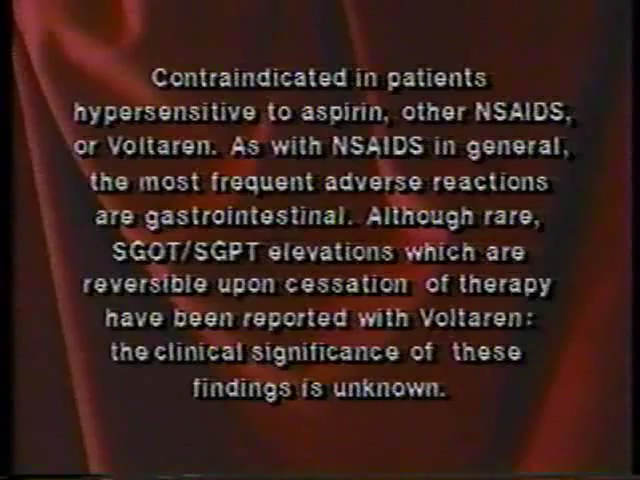 Contraindicated in patients
hypersensitive to aspirin, other NSAIDS,
or Voltaren. As with NSAIDS in general,
the most frequent adverse reactions
are gastrointestinal. Although rare,
SGOT/SGPT elevations which are
reversible upon cessation of therapy
have been reported with Voltaren:
the clinical significance of these
findings is unknown.